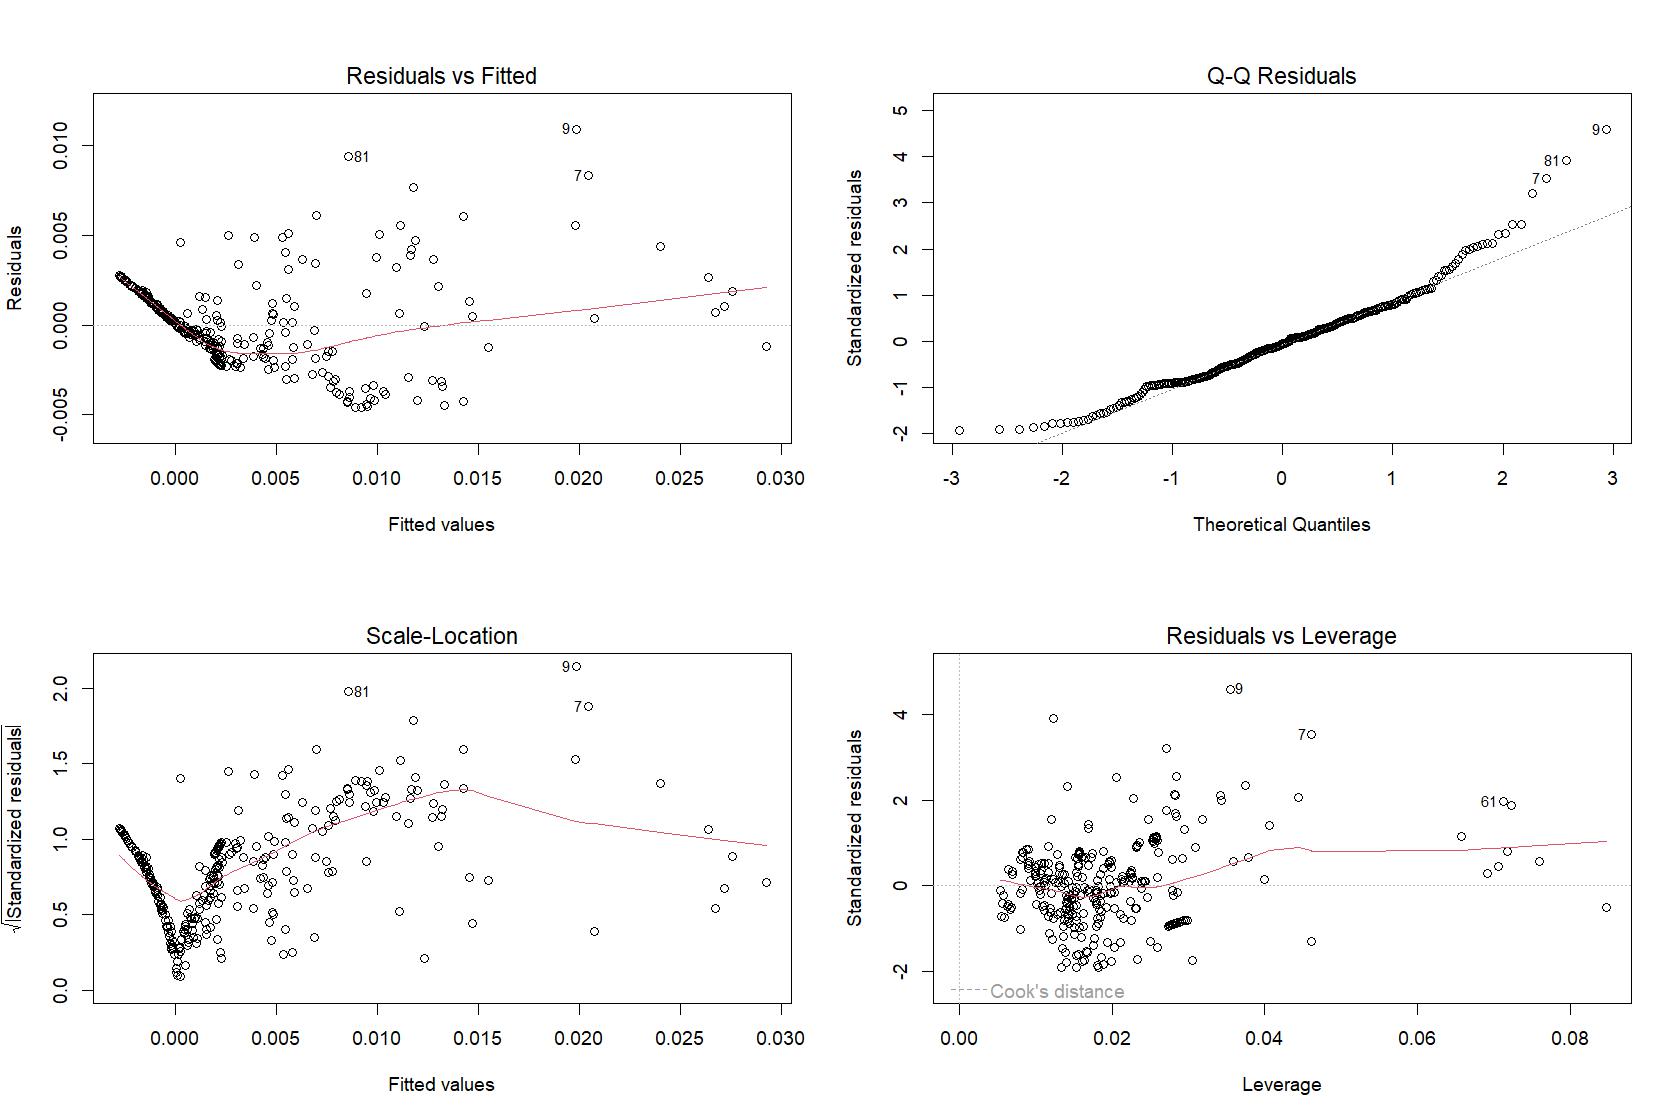 Residuals vs Fitted
Residuals
0.010
0.005
0.000
-0.005
9
81
7
0.000 0.005 0.010 0.015 0.020 0.025 0.030
Fitted values
Q-Q Residuals
Standardized residuals
5
4
3
2
1
0
-1
-2
9
81
7
-3 -2 -1 0 1 2 3
Theoretical Quantiles
Scale-Location
√|Standardized residuals|
2.0
1.5
1.0
0.5
0.0
9
81
7
0.000 0.005 0.010 0.015 0.020 0.025 0.030
Fitted values
Residuals vs Leverage
Standardized residuals
4
2
0
-2
9
7
61
Cook's distance
0.00 0.02 0.04 0.06 0.08
Leverage